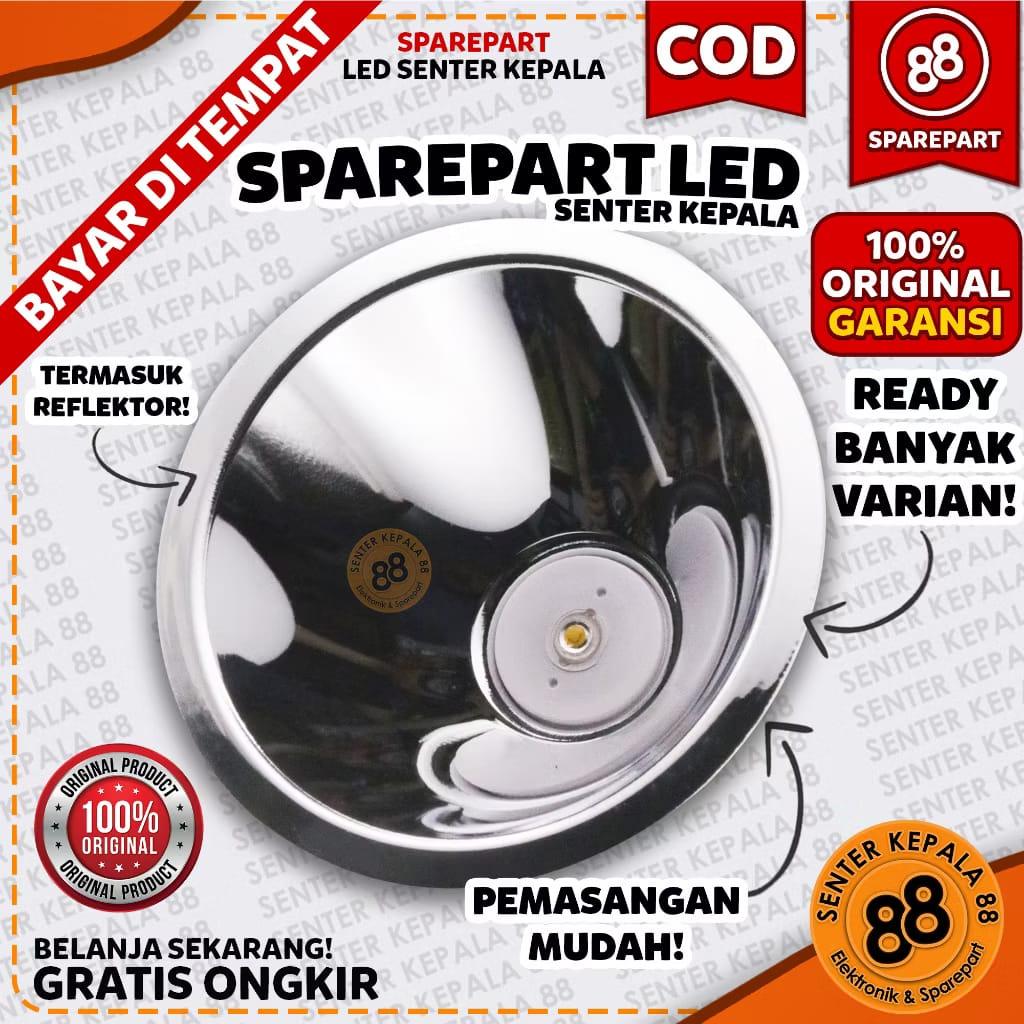 SPAREPART
LED SENTER KEPALA
BAYAR DI TEMPAT
COD
88
SPAREPART
SPAREPART LED
SENTER KEPALA
100%
ORIGINAL
GARANSI
TERMASUK
REFLEKTOR!
READY
BANYAK
VARIAN!
SENTER KEPALA 88
88
Elektronik & Sparepart
ORIGINAL PRODUCT
100%
ORIGINAL
ORIGINAL PRODUCT
PEMASANGAN
MUDAH!
BELANJA SEKARANG!
GRATIS ONGKIR
SENTER KEPALA 88
88
Elektronik & Sparepart